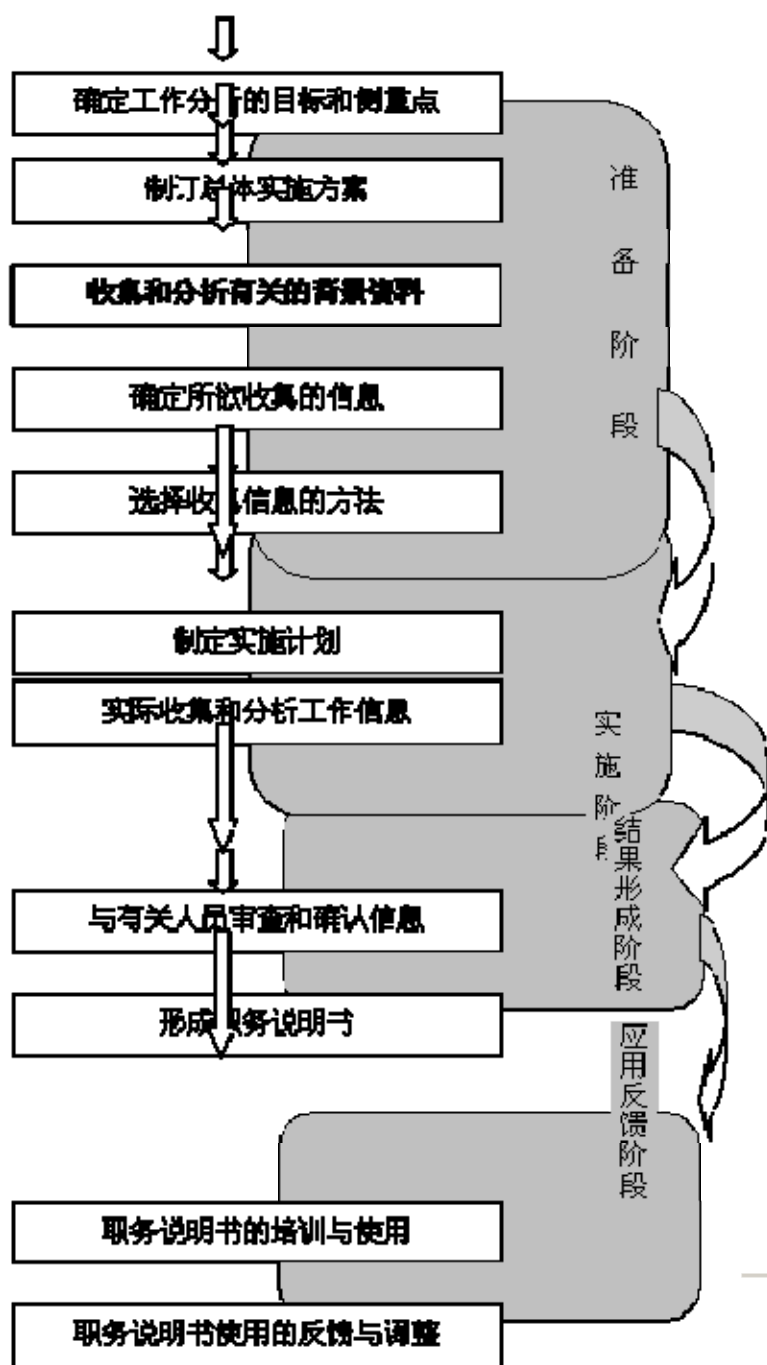 确定工作分析的目标和侧重点
制订总体实施方案
收集和分析有关的背景资料
确定所欲收集的信息
选择收集信息的方法
准备阶段
制定实施计划
实际收集和分析工作信息
实施阶段
与有关人员审查和确认信息
形成职务说明书
结果形成阶段
职务说明书的培训与使用
职务说明书使用的反馈与调整
应用反馈阶段